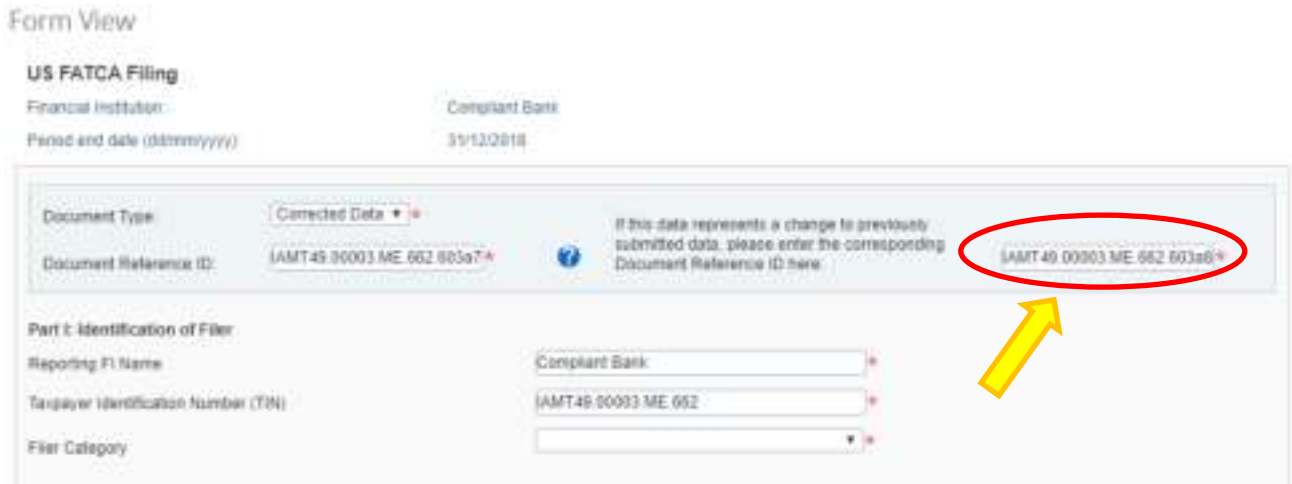 Form View
US FATCA Filing
Financial Institution: Compliant Bank
Period end date (dd/mm/yyyy): 31/12/2018
Document Type: Corrected Data *
If this data represents a change to previously
submitted data, please enter the corresponding
Document Reference ID here:
Document Reference ID: IAMT49.00003.ME.662.603a7 *
? IAMT49.00003.ME.662.603a6 *
Part I: Identification of Filer
Reporting FI Name Compliant Bank *
Taxpayer Identification Number (TIN) IAMT49.00003.ME.662 *
Filer Category *